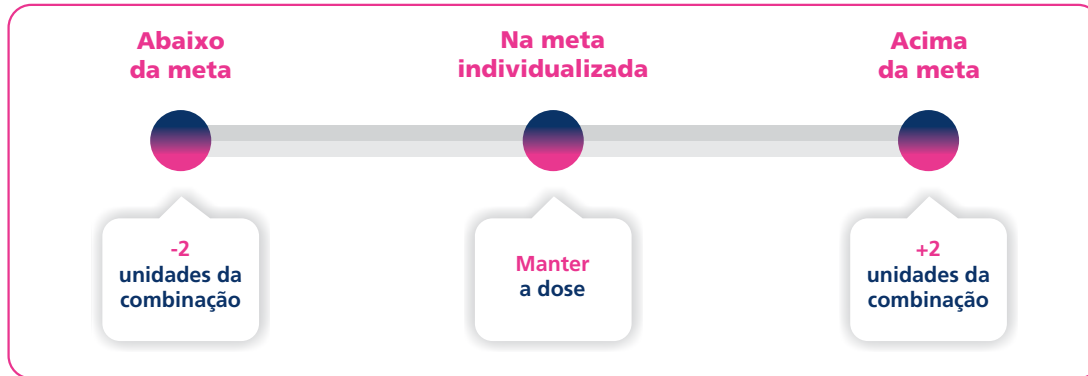 Abaixo
da meta
Na meta
individualizada
Acima
da meta
-2
unidades da
combinação
Manter
a dose
+2
unidades da
combinação